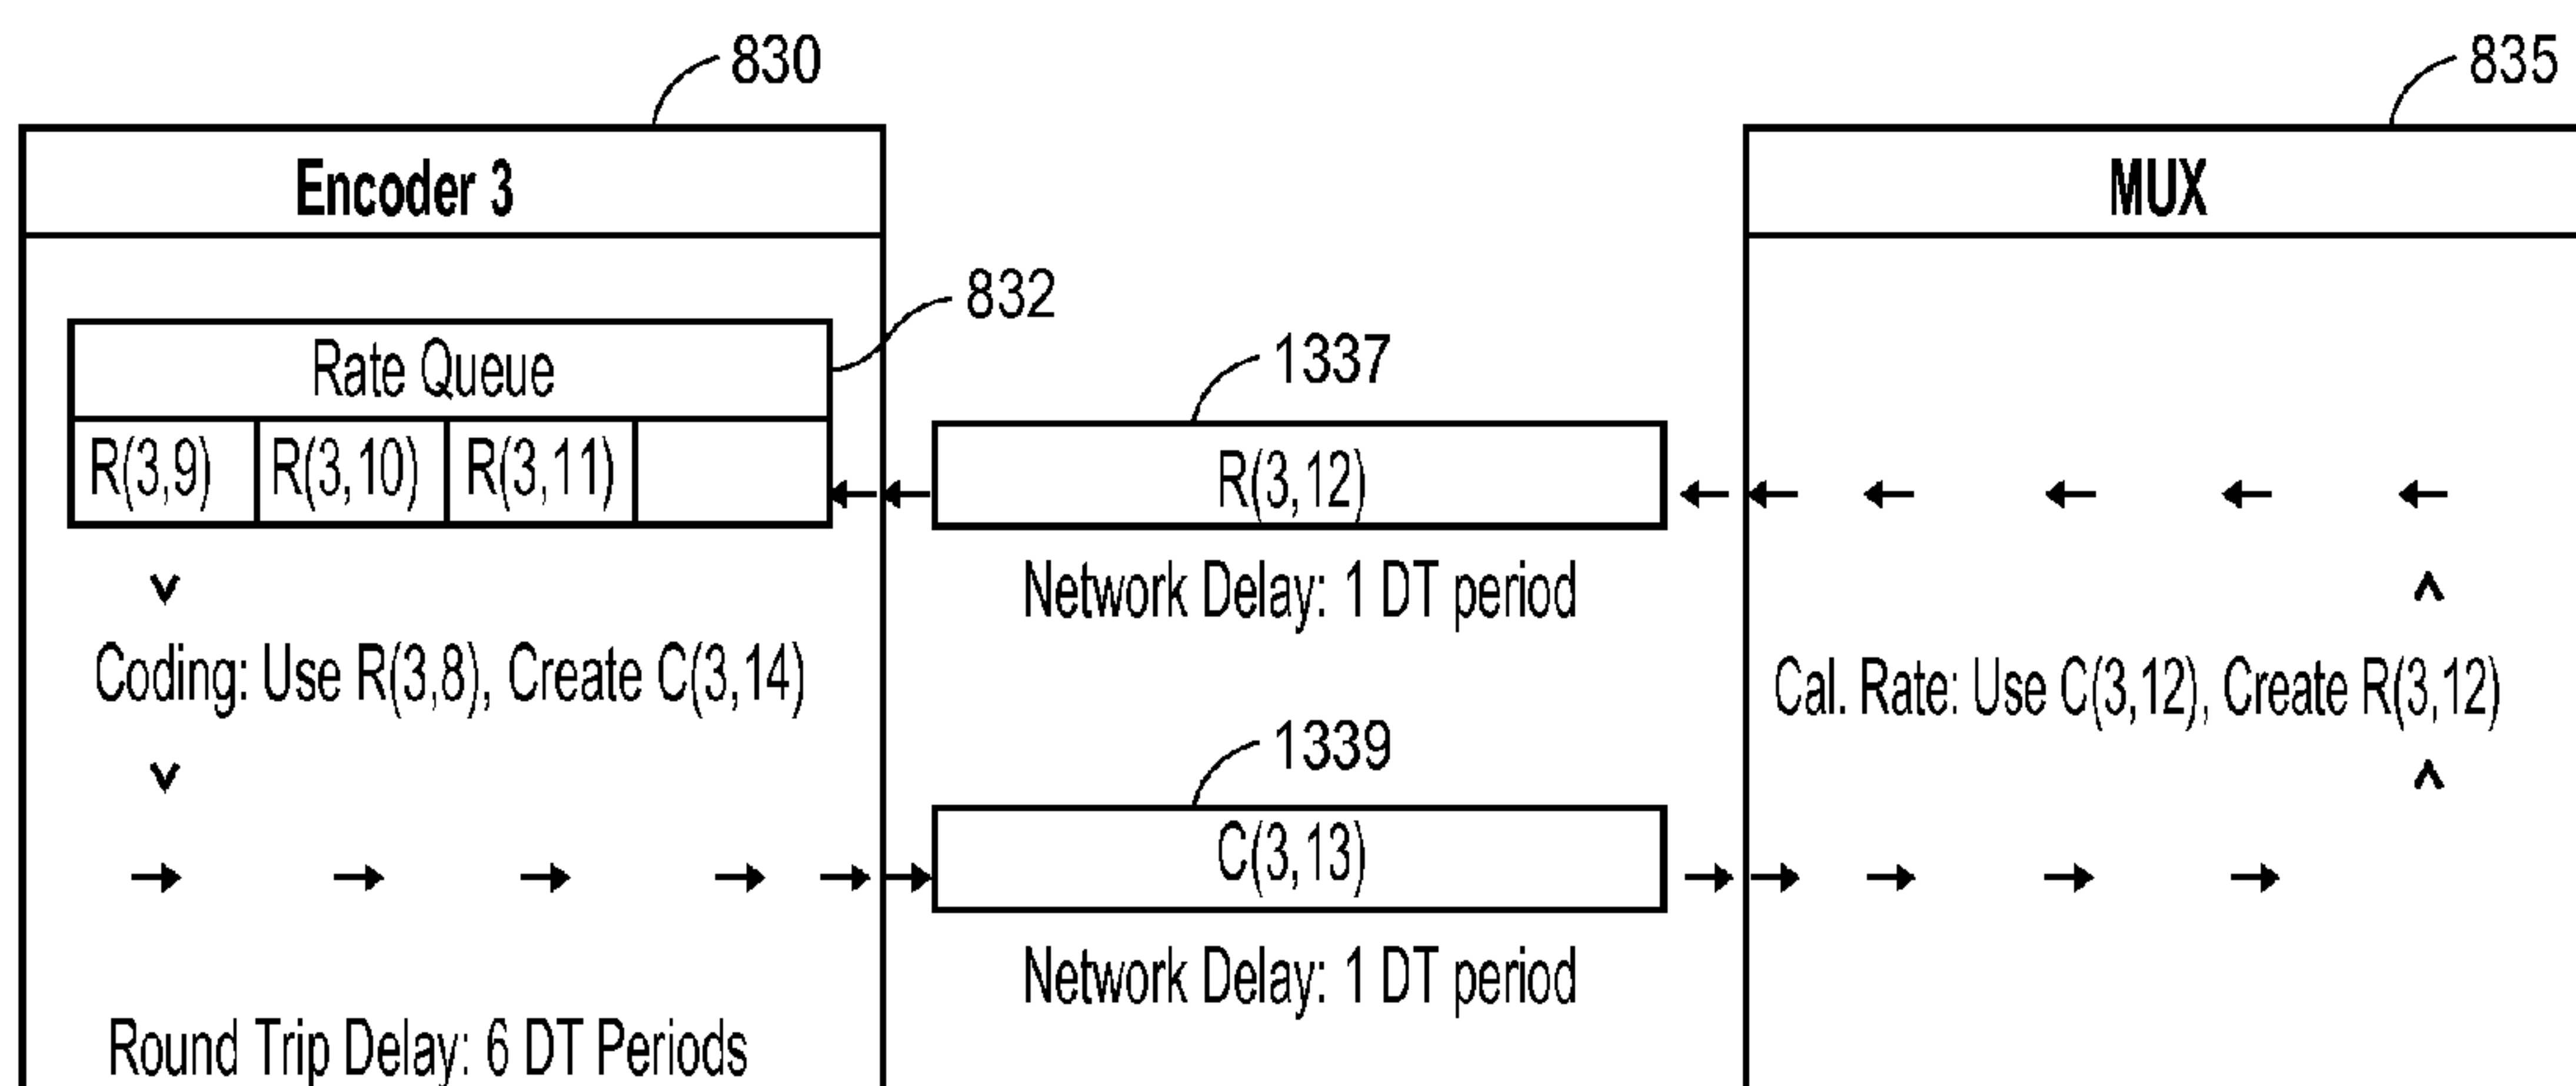 830
835
Encoder 3
MUX
832
Rate Queue
1337
R(3,9) R(3,10) R(3,11)
R(3,12)
Network Delay: 1 DT period
Coding: Use R(3,8), Create C(3,14)
Cal. Rate: Use C(3,12), Create R(3,12)
1339
C(3,13)
Network Delay: 1 DT period
Round Trip Delay: 6 DT Periods